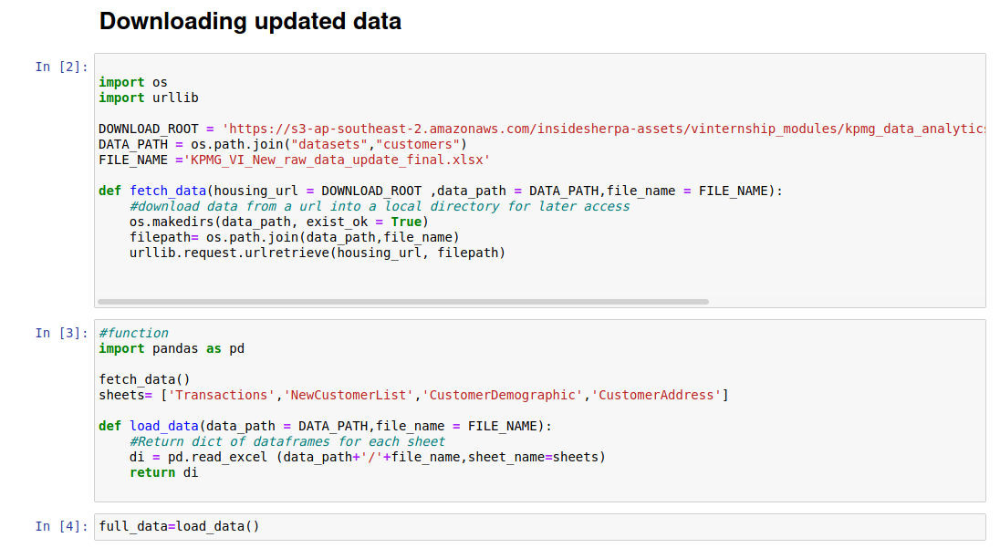 Downloading updated data
In [2]:
import os
import urllib
DOWNLOAD_ROOT = 'https://s3-ap-southeast-2.amazonaws.com/insidesherpa-assets/vinternship_modules/kpmg_data_analytics
DATA_PATH = os.path.join("datasets","customers")
FILE_NAME ='KPMG_VI_New_raw_data_update_final.xlsx'
def fetch_data(housing_url = DOWNLOAD_ROOT ,data_path = DATA_PATH,file_name = FILE_NAME):
    #download data from a url into a local directory for later access
    os.makedirs(data_path, exist_ok = True)
    filepath= os.path.join(data_path,file_name)
    urllib.request.urlretrieve(housing_url, filepath)
In [3]:
#function
import pandas as pd
fetch_data()
sheets= ['Transactions','NewCustomerList','CustomerDemographic','CustomerAddress']
def load_data(data_path = DATA_PATH,file_name = FILE_NAME):
    #Return dict of dataframes for each sheet
    di = pd.read_excel (data_path+'/'+file_name,sheet_name=sheets)
    return di
In [4]:
full_data=load_data()